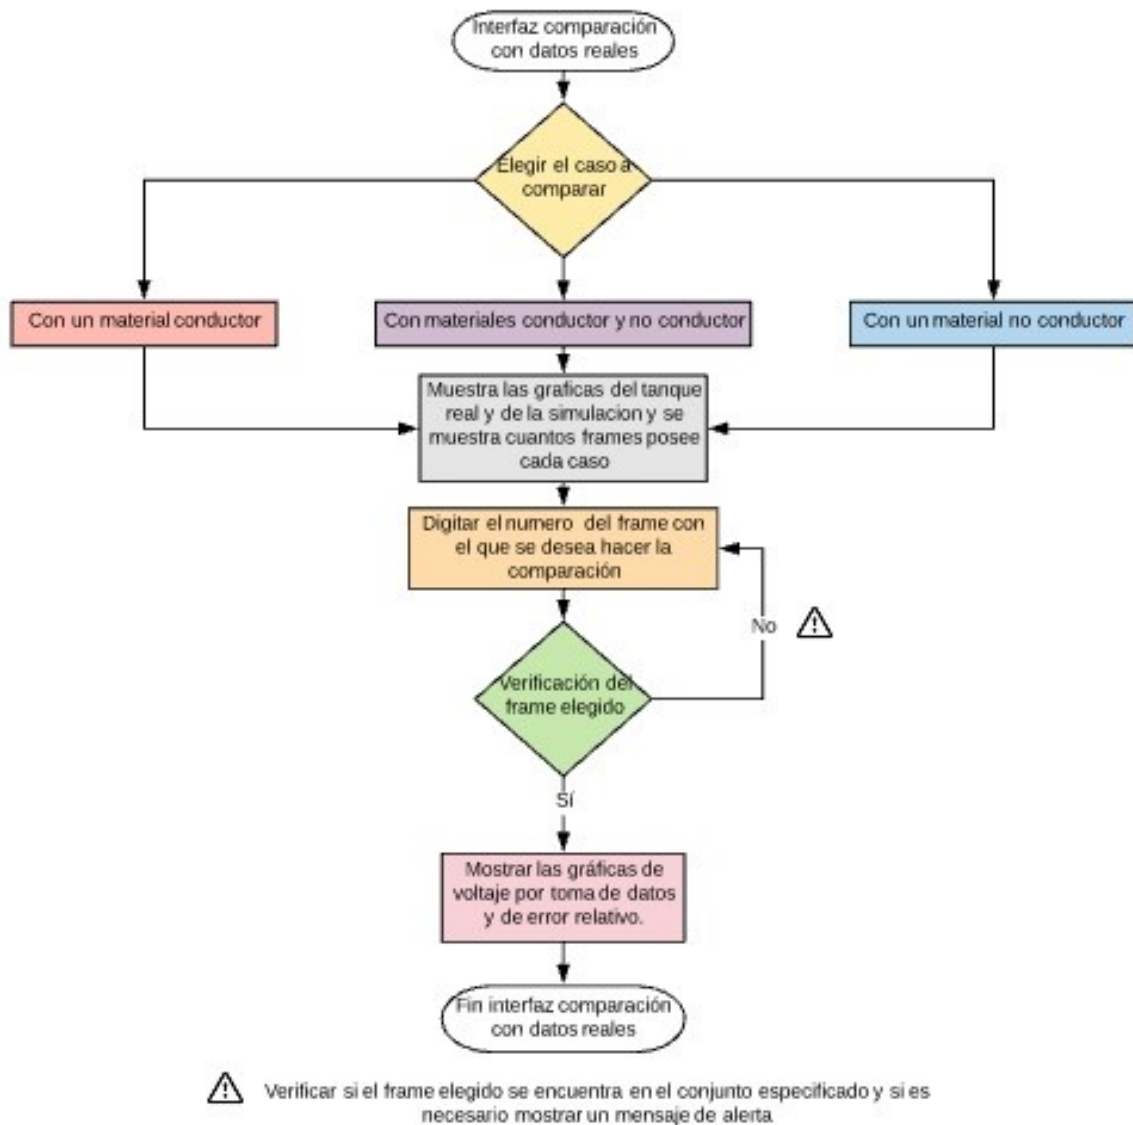 Interfaz comparación
con datos reales
Elegir el caso a
comparar
Con un material conductor
Con materiales conductor y no conductor
Con un material no conductor
Muestra las graficas del tanque
real y de la simulacion y se
muestra cuantos frames posee
cada caso
Digitar el numero del frame con
el que se desea hacer la
comparación
No
Verificación del
frame elegido
Sí
Mostrar las gráficas de
voltaje por toma de datos
y de error relativo.
Fin interfaz comparación
con datos reales
Verificar si el frame elegido se encuentra en el conjunto especificado y si es
necesario mostrar un mensaje de alerta